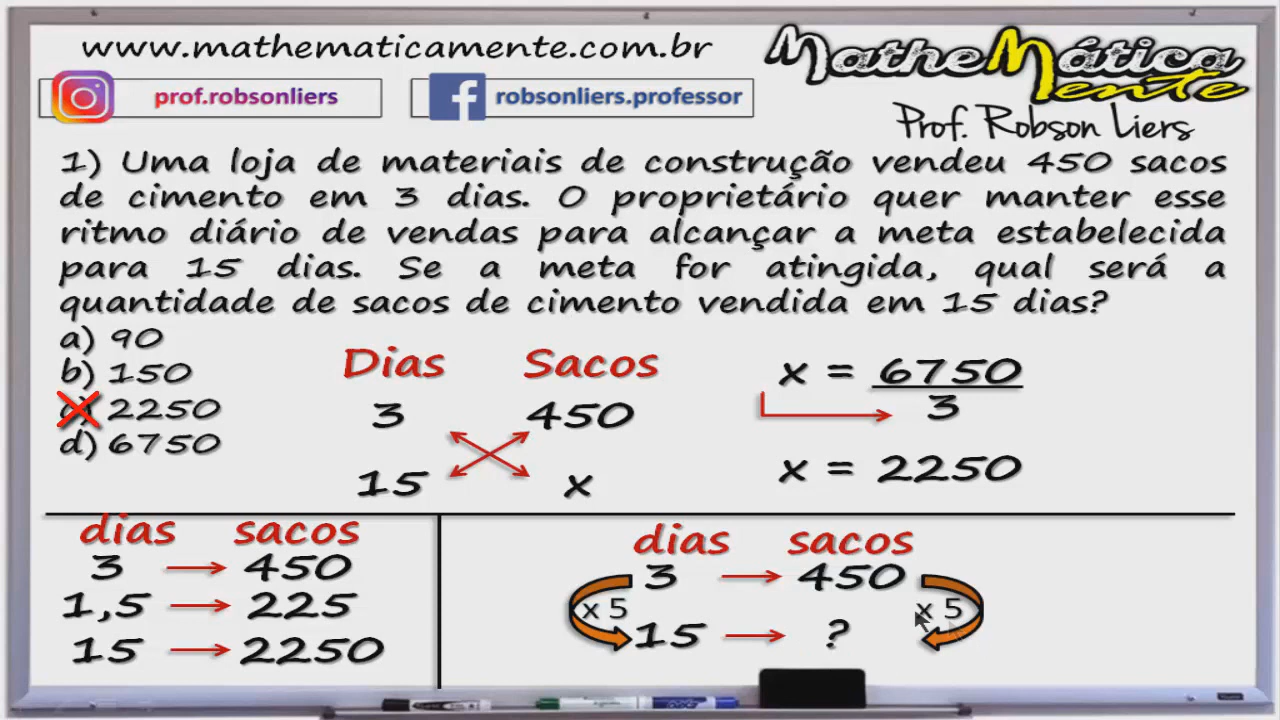 www.mathematicamente.com.br
MatheMática
mente
prof.robsonliers
robsonliers.professor
Prof. Robson Liers
1) Uma loja de materiais de construção vendeu 450 sacos
de cimento em 3 dias. O proprietário quer manter esse
ritmo diário de vendas para alcançar a meta estabelecida
para 15 dias. Se a meta for atingida, qual será a
quantidade de sacos de cimento vendida em 15 dias?
a) 90
b) 150
c) 2250
d) 6750
Dias Sacos
3 450
15 x
x = 6750
3
x = 2250
dias sacos
3 → 450
1,5 → 225
15 → 2250
dias sacos
3 → 450
x 5 x 5
15 → ?